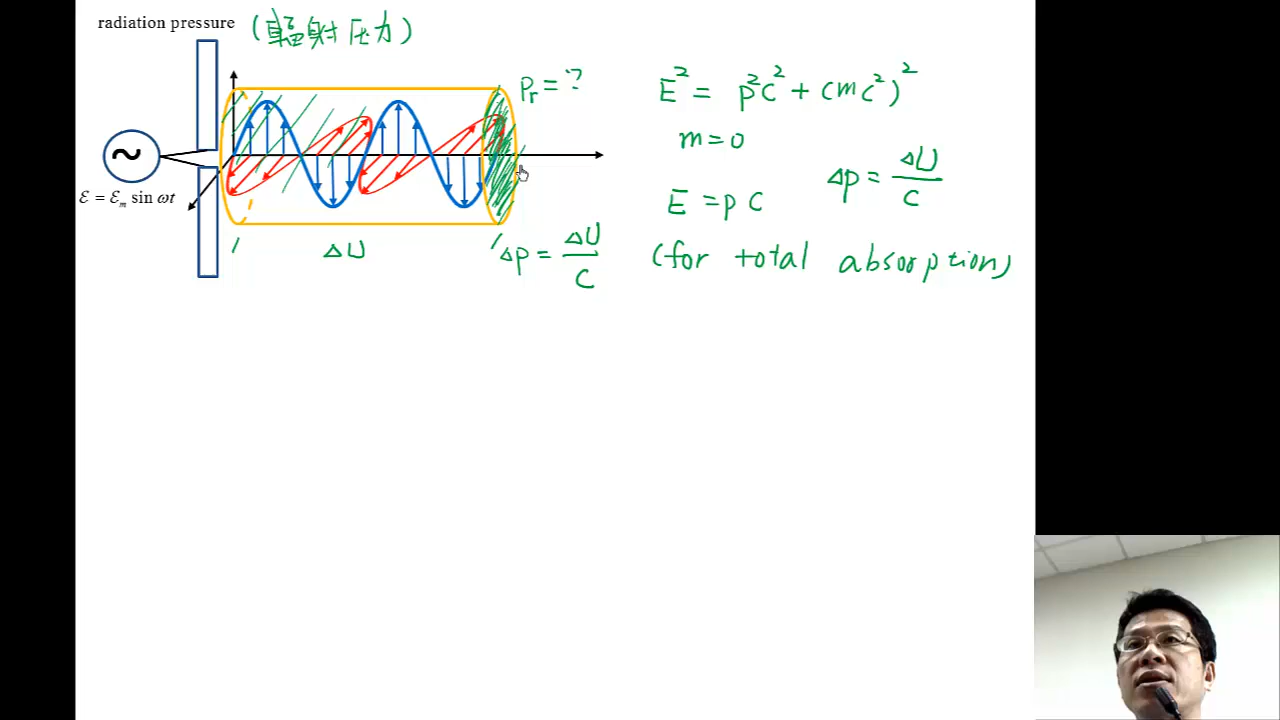 radiation pressure (輻射压力)
Pr = ?
E² = p²c² + (mc²)²
m = 0
Δp = ΔU/c
~
ℰ = ℰm sin ωt
E = pc
ΔU
Δp = ΔU/c
(for total absorption)